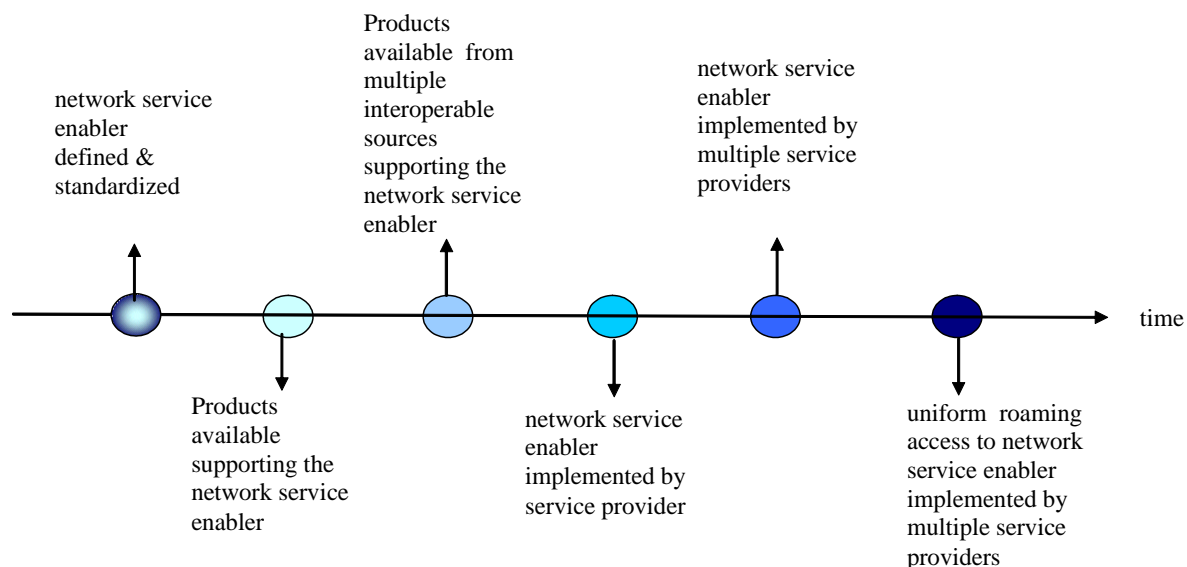 network service
enabler
defined &
standardized
Products
available
supporting the
network service
enabler
Products
available from
multiple
interoperable
sources
supporting the
network service
enabler
network service
enabler
implemented by
service provider
network service
enabler
implemented by
multiple service
providers
uniform roaming
access to network
service enabler
implemented by
multiple service
providers
time